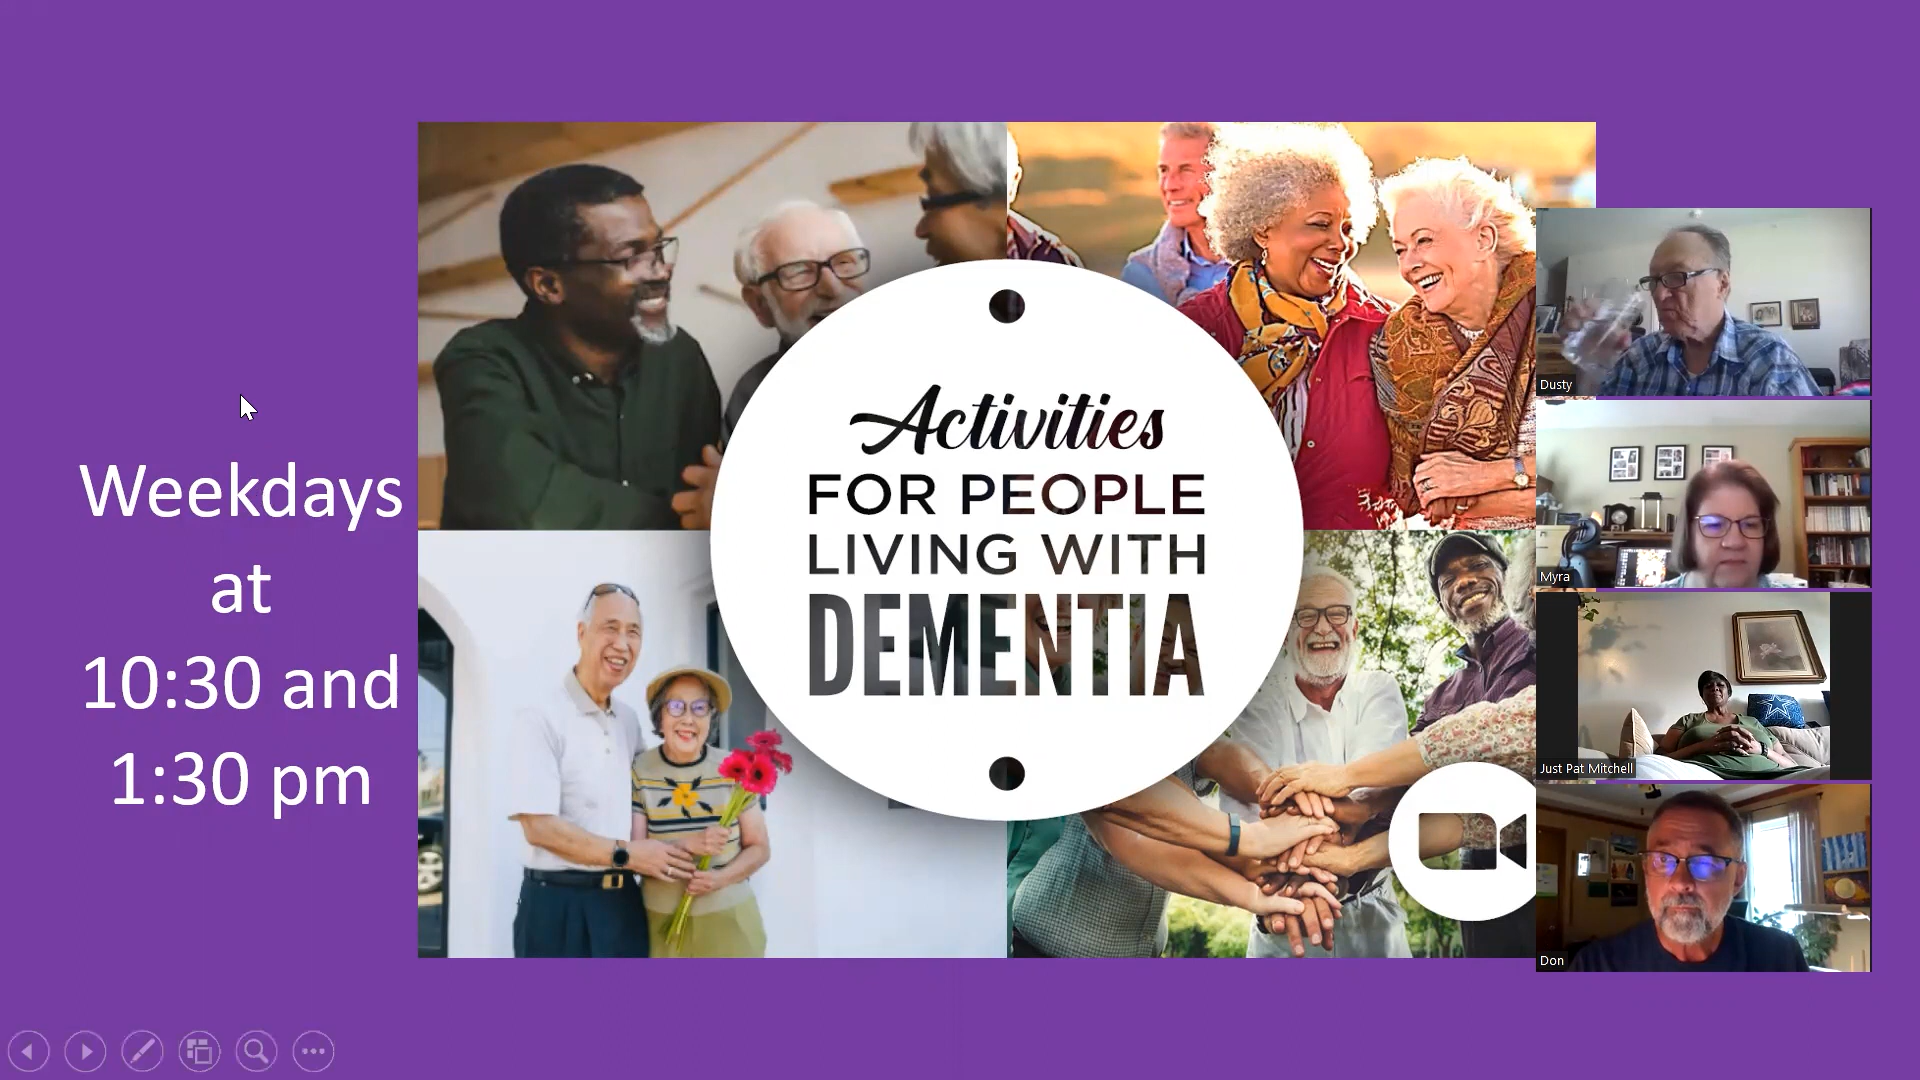 Weekdays
at
10:30 and
1:30 pm
Activities
FOR PEOPLE
LIVING WITH
DEMENTIA
Dusty
Myra
Just Pat Mitchell
Don